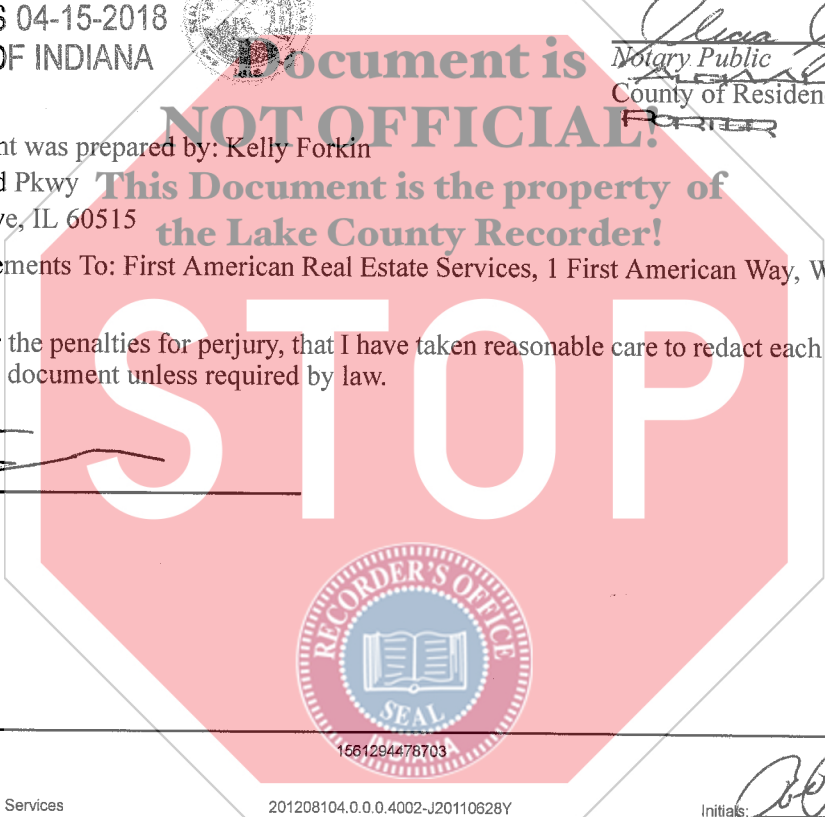 S 04-15-2018
OF INDIANA
Notary Public
County of Residen
PORTER
Document is
NOT OFFICIAL!
This Document is the property of
the Lake County Recorder!
nt was prepared by: Kelly Forkin
d Pkwy
ve, IL 60515
ements To: First American Real Estate Services, 1 First American Way, W
r the penalties for perjury, that I have taken reasonable care to redact each
document unless required by law.
STOP
RECORDER'S OFFICE
SEAL
INDIANA
1561294478703
Services
201208104.0.0.0.4002-J20110628Y
Initials: